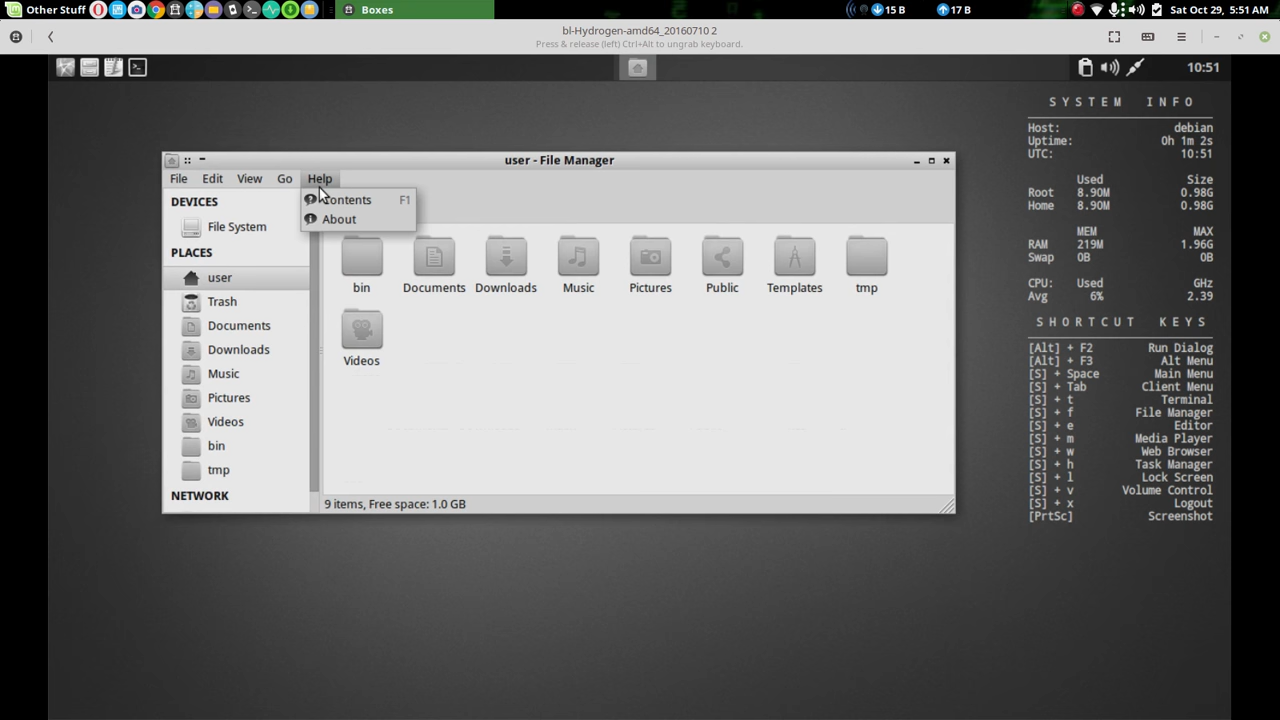 Other Stuff
Boxes
15 B
17 B
Sat Oct 29, 5:51 AM
bl-Hydrogen-amd64_20160710 2
Press & release (left) Ctrl+Alt to ungrab keyboard.
10:51
user - File Manager
File Edit View Go Help
Contents F1
About
DEVICES
File System
PLACES
user
Trash
Documents
Downloads
Music
Pictures
Videos
bin
tmp
NETWORK
bin Documents Downloads Music Pictures Public Templates tmp
Videos
9 items, Free space: 1.0 GB
SYSTEM INFO
Host: debian
Uptime: 0h 1m 2s
UTC: 10:51
Used Size
Root 8.90M 0.98G
Home 8.90M 0.98G
MEM MAX
RAM 219M 1.96G
Swap 0B 0B
CPU: Used GHz
Avg 6% 2.39
SHORTCUT KEYS
[Alt] + F2 Run Dialog
[Alt] + F3 Alt Menu
[S] + Space Main Menu
[S] + Tab Client Menu
[S] + t Terminal
[S] + f File Manager
[S] + e Editor
[S] + m Media Player
[S] + w Web Browser
[S] + h Task Manager
[S] + l Lock Screen
[S] + v Volume Control
[S] + x Logout
[PrtSc] Screenshot